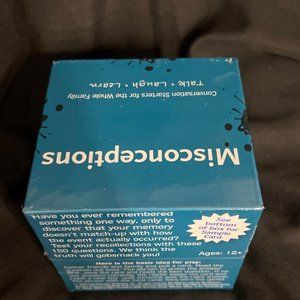 Misconceptions
Conversation Starters for the Whole Family
Talk • Laugh • Learn
Have you ever remembered
something one way, only to
discover that your memory
doesn't match-up with how
the event actually occurred?
Test your recollections with these
150 questions. We think the
truth will gobsmack you!
See
bottom
of box for
Sample
Card.
Ages: 12+
Here is the basic idea for play: